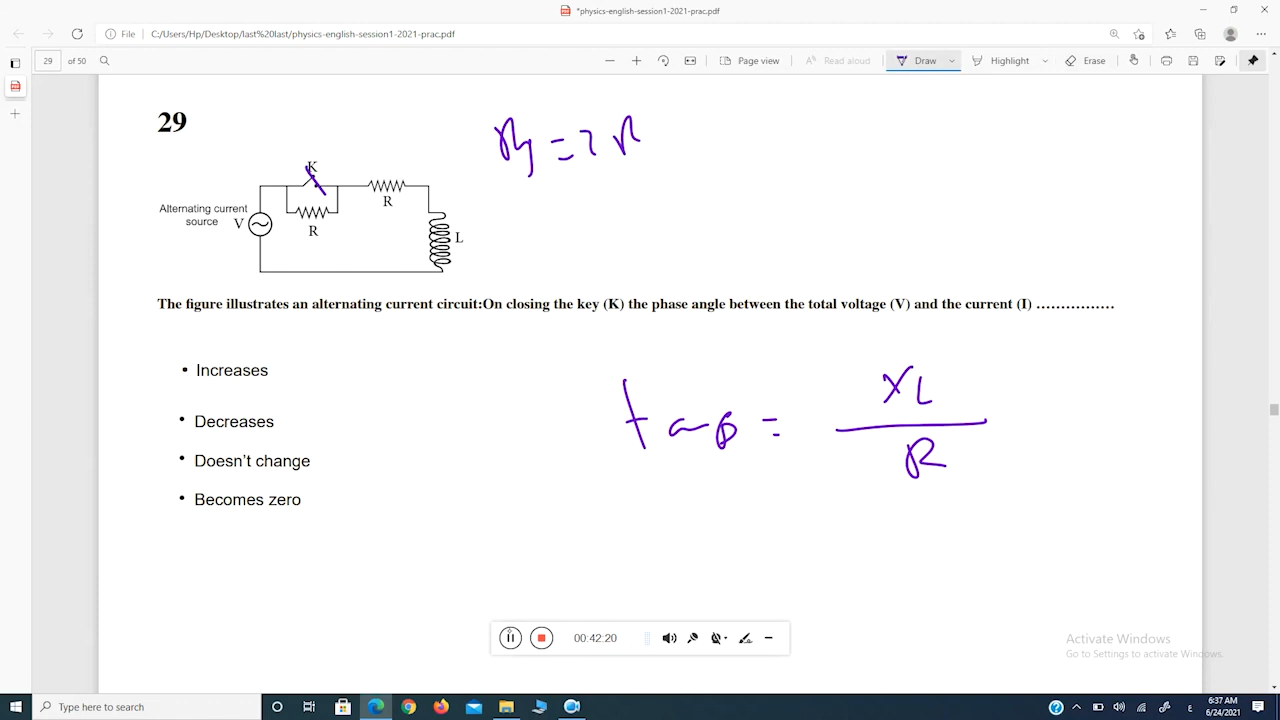 *physics-english-session1-2021-prac.pdf
File
C:/Users/Hp/Desktop/last%20last/physics-english-session1-2021-prac.pdf
29 of 50
Page view
Read aloud
Draw
Highlight
Erase
29
K
R
Alternating current
source V
R
L
The figure illustrates an alternating current circuit:On closing the key (K) the phase angle between the total voltage (V) and the current (I) ................
• Increases
• Decreases
• Doesn't change
• Becomes zero
tan θ = XL / R
00:42:20
Activate Windows
Go to Settings to activate Windows.
Type here to search
6:37 AM
6/24/2021